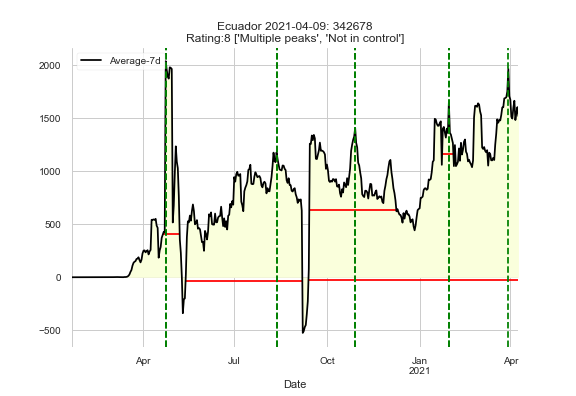 Ecuador 2021-04-09: 342678
Rating:8 ['Multiple peaks', 'Not in control']
Average-7d
2000
1500
1000
500
0
−500
Apr
Jul
Oct
Jan
2021
Apr
Date